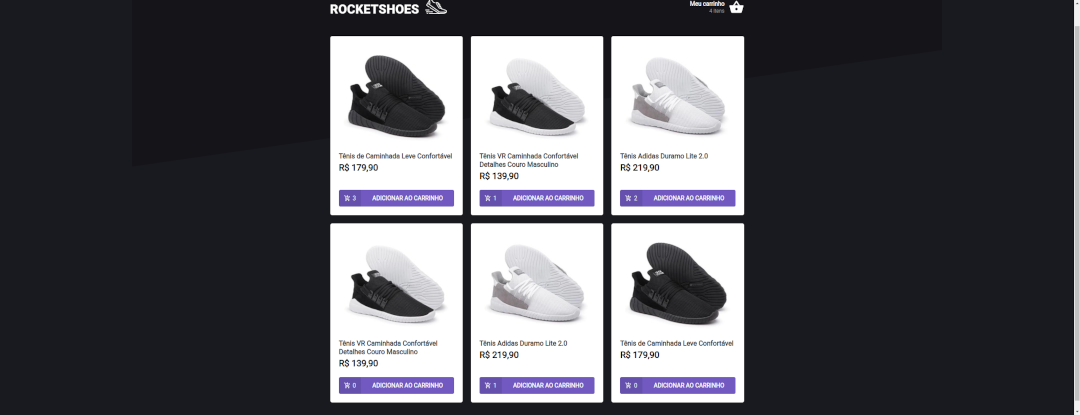 ROCKETSHOES
Meu carrinho
4 itens
Tênis de Caminhada Leve Confortável
R$ 179,90
3 ADICIONAR AO CARRINHO
Tênis VR Caminhada Confortável
Detalhes Couro Masculino
R$ 139,90
1 ADICIONAR AO CARRINHO
Tênis Adidas Duramo Lite 2.0
R$ 219,90
2 ADICIONAR AO CARRINHO
Tênis VR Caminhada Confortável
Detalhes Couro Masculino
R$ 139,90
0 ADICIONAR AO CARRINHO
Tênis Adidas Duramo Lite 2.0
R$ 219,90
1 ADICIONAR AO CARRINHO
Tênis de Caminhada Leve Confortável
R$ 179,90
0 ADICIONAR AO CARRINHO